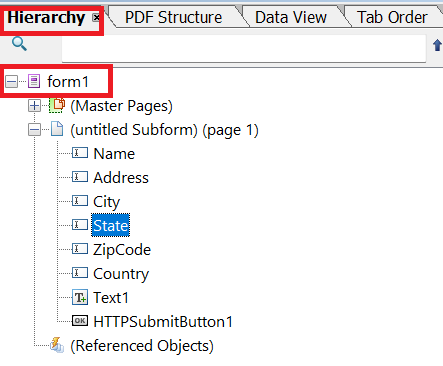 Hierarchy PDF Structure Data View Tab Order
form1
(Master Pages)
(untitled Subform) (page 1)
Name
Address
City
State
ZipCode
Country
T Text1
OK HTTPSubmitButton1
(Referenced Objects)